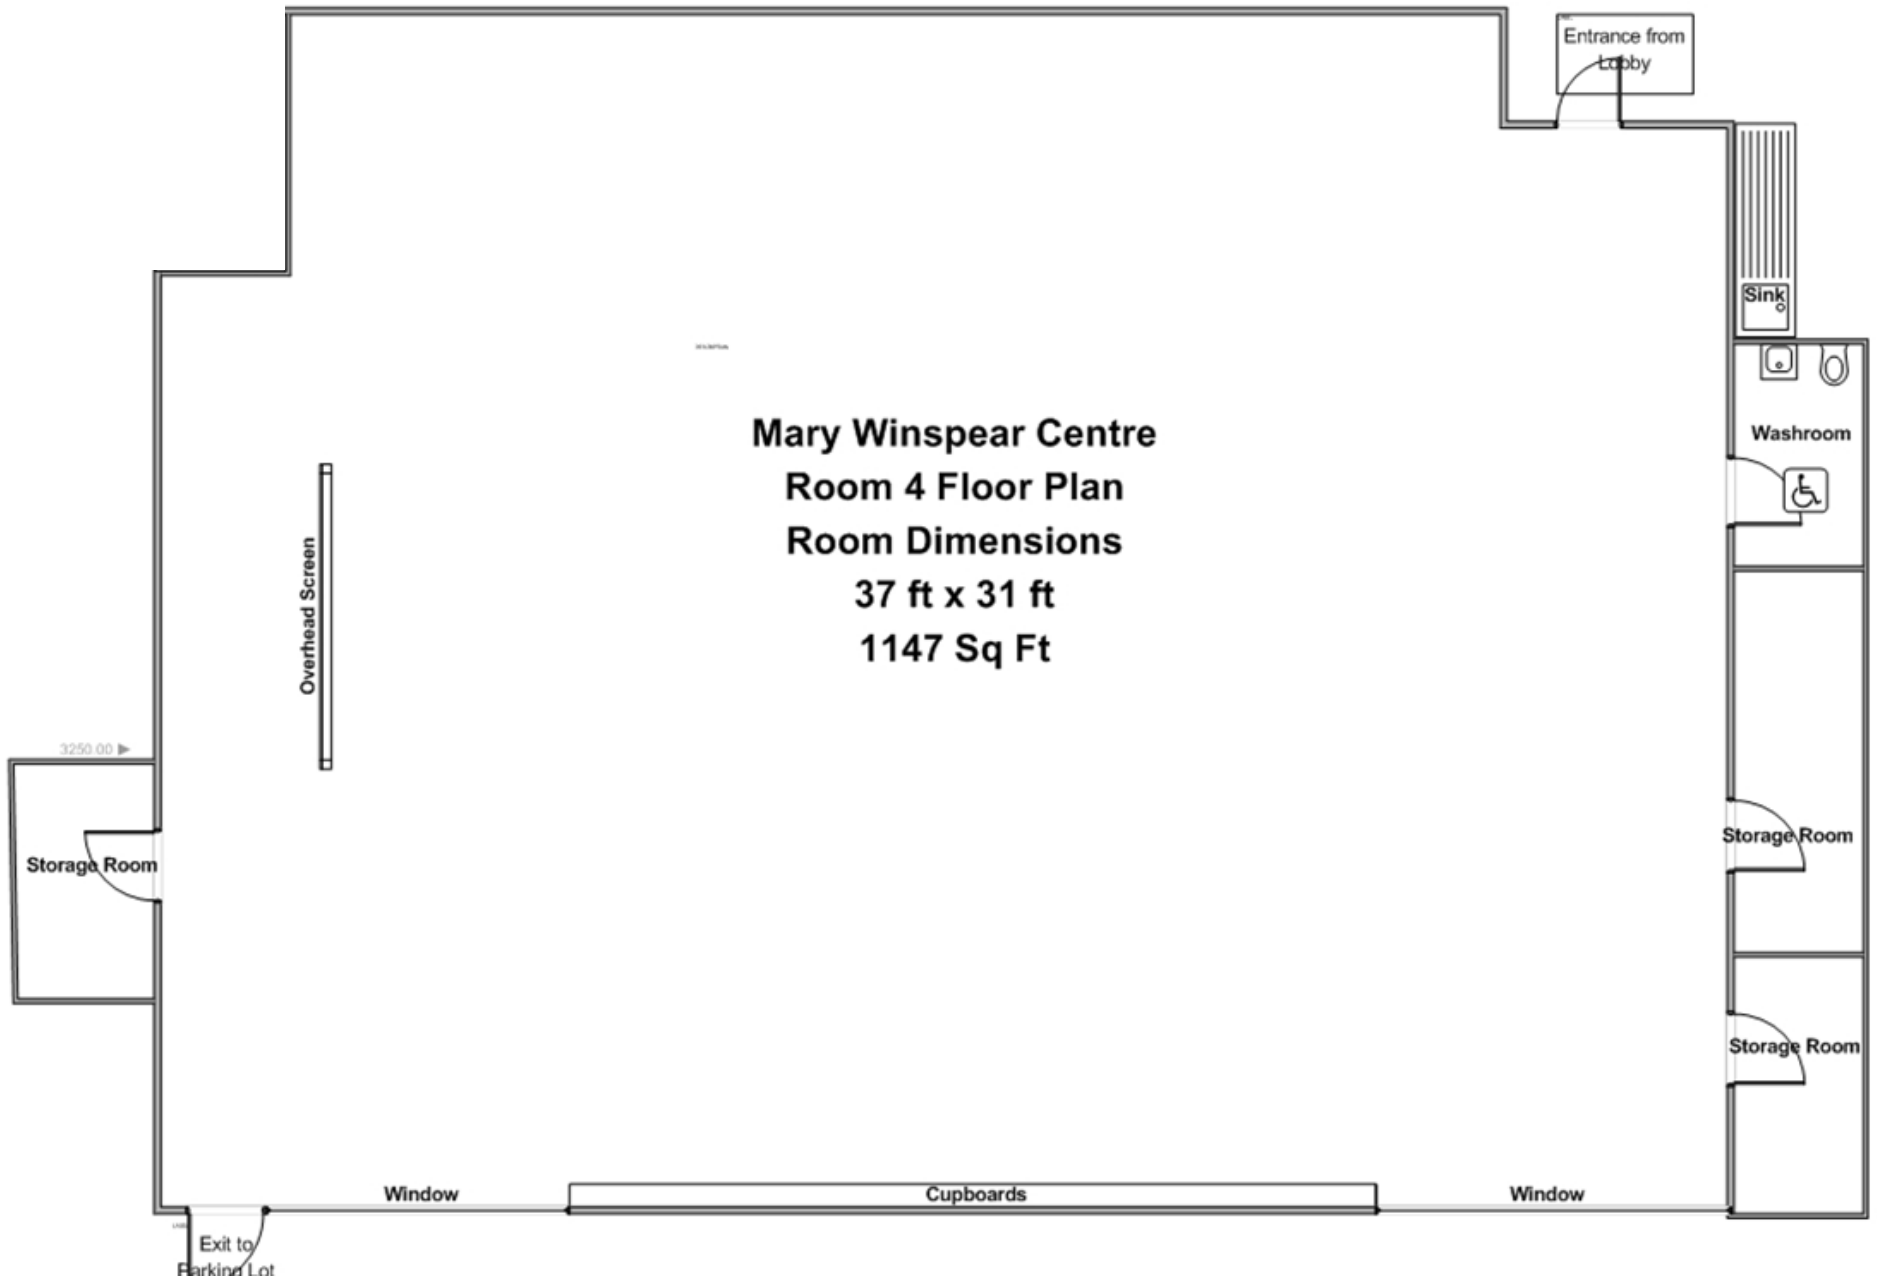 Entrance from
Lobby
Sink
Mary Winspear Centre
Room 4 Floor Plan
Room Dimensions
37 ft x 31 ft
1147 Sq Ft
Washroom
Overhead Screen
3250.00 ▶
Storage Room
Storage Room
Storage Room
Window
Cupboards
Window
Exit to
Parking Lot